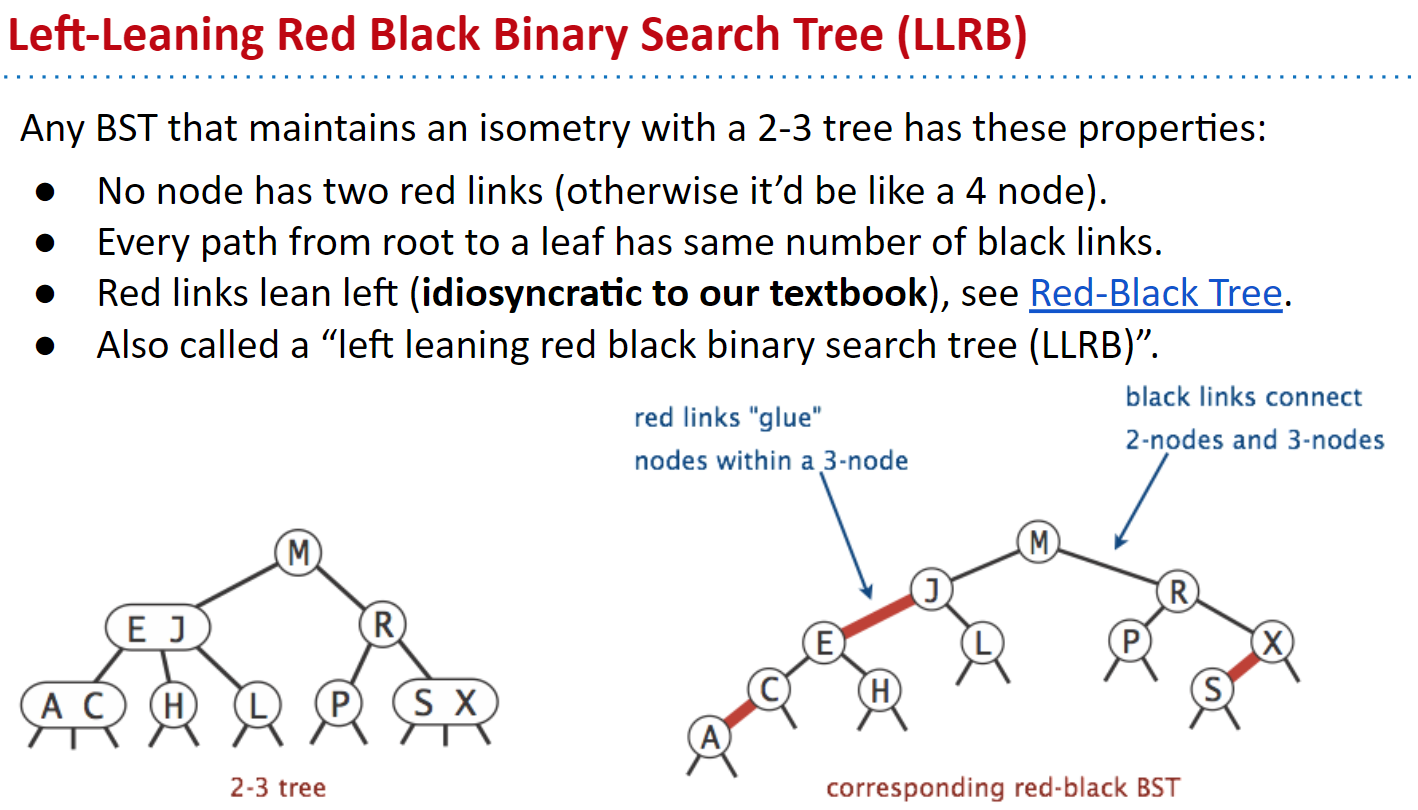 Left-Leaning Red Black Binary Search Tree (LLRB)
Any BST that maintains an isometry with a 2-3 tree has these properties:
● No node has two red links (otherwise it’d be like a 4 node).
● Every path from root to a leaf has same number of black links.
● Red links lean left (idiosyncratic to our textbook), see Red-Black Tree.
● Also called a “left leaning red black binary search tree (LLRB)”.
red links "glue"
nodes within a 3-node
black links connect
2-nodes and 3-nodes
M
E J
R
A C
H
L
P
S X
2-3 tree
M
J
R
E
L
P
X
C
H
S
A
corresponding red-black BST